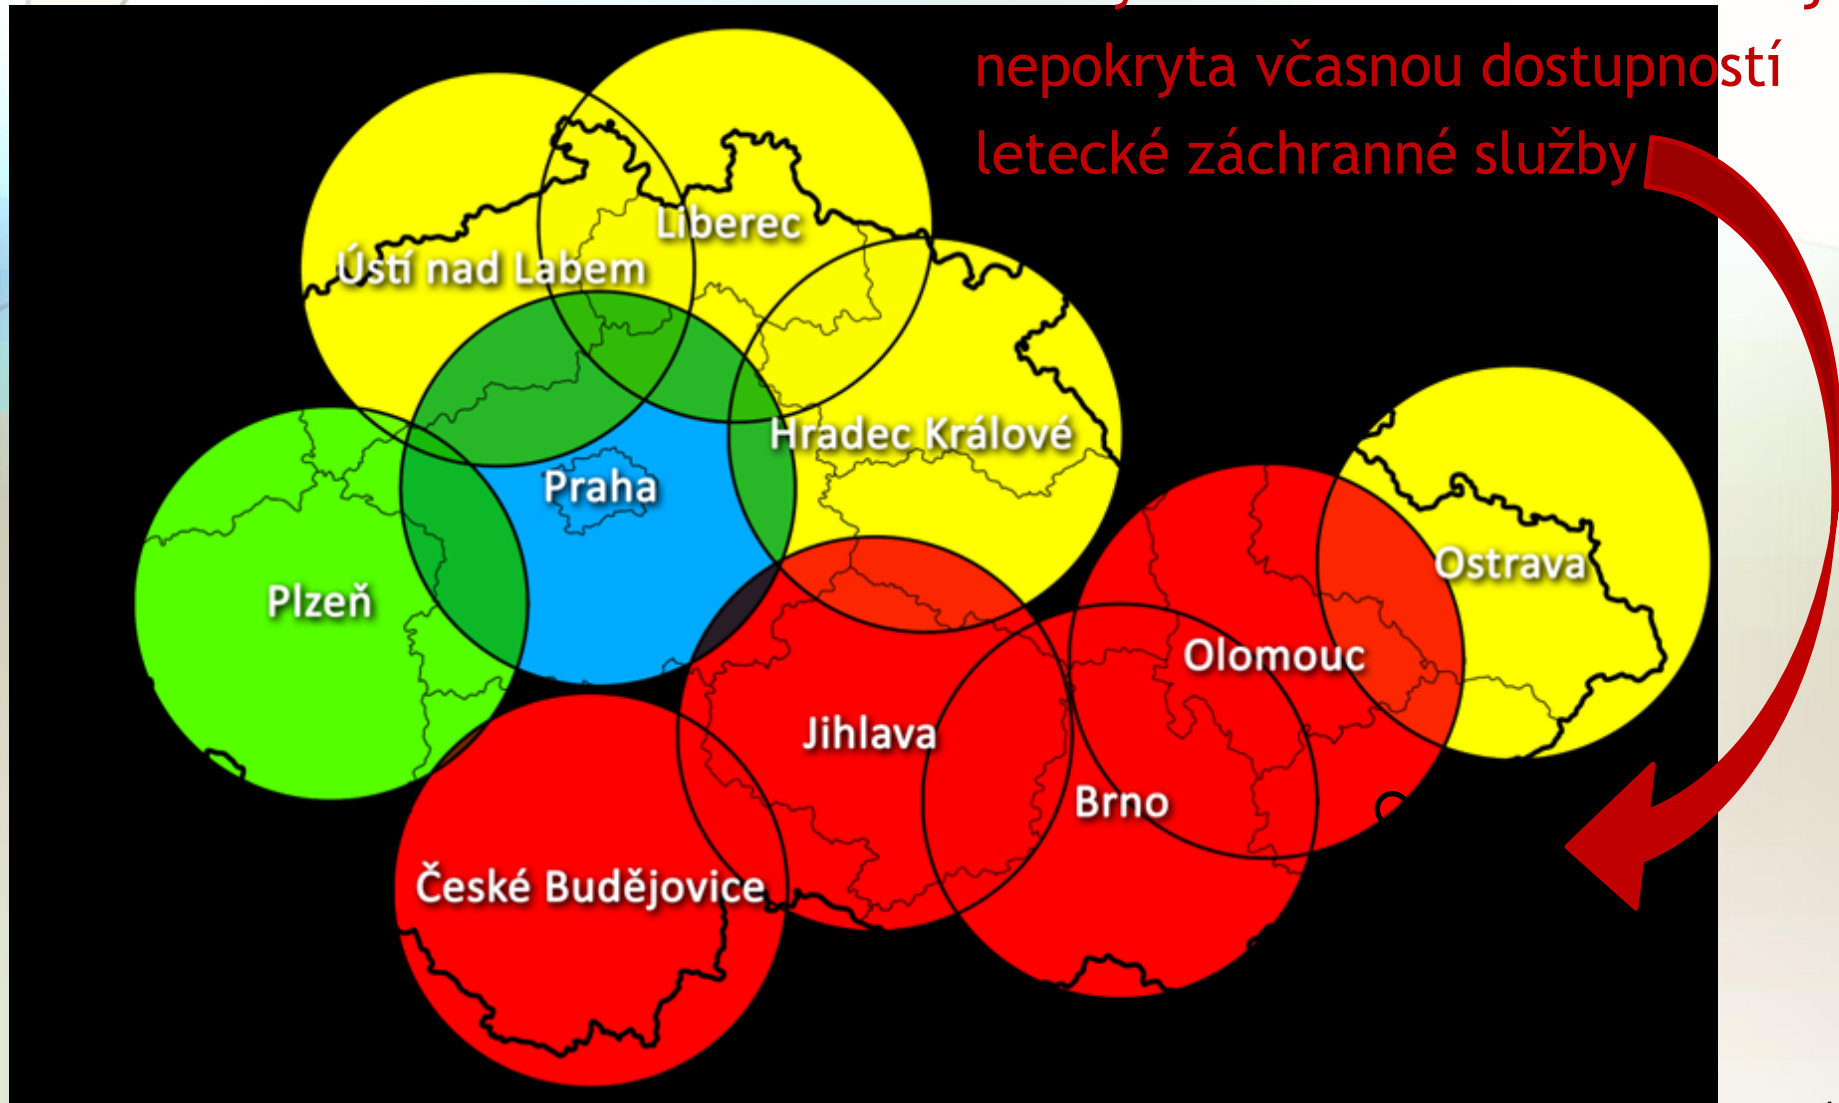 nepokryta včasnou dostupností
letecké záchranné služby
Liberec
Ústí nad Labem
Hradec Králové
Praha
Ostrava
Plzeň
Olomouc
Jihlava
Brno
České Budějovice